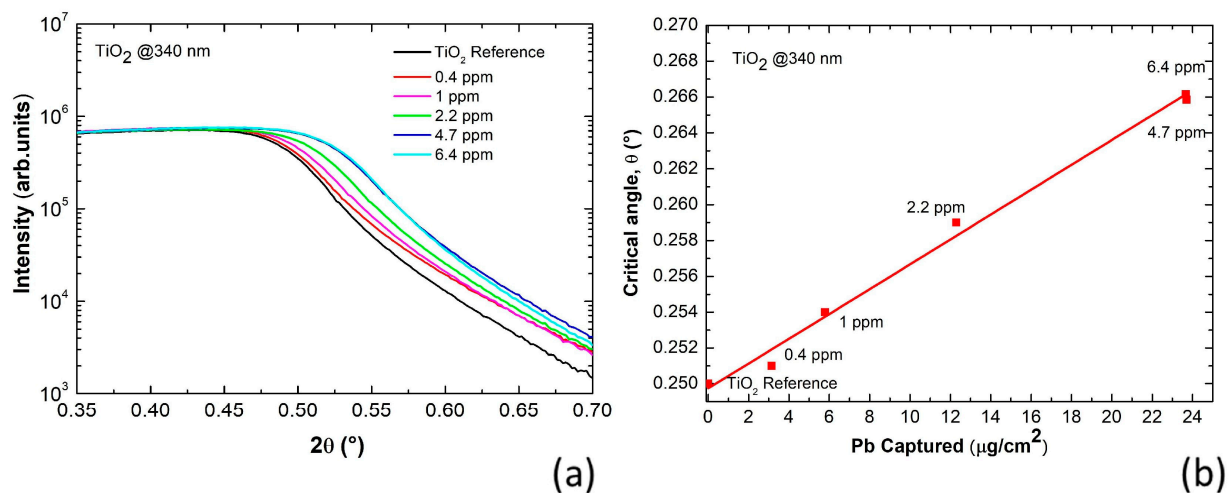 TiO2 @340 nm
TiO2 Reference
0.4 ppm
1 ppm
2.2 ppm
4.7 ppm
6.4 ppm
10^7
10^6
10^5
10^4
10^3
Intensity (arb.units)
0.35 0.40 0.45 0.50 0.55 0.60 0.65 0.70
2θ (°)
(a)
TiO2 @340 nm
0.270
0.268
0.266
0.264
0.262
0.260
0.258
0.256
0.254
0.252
0.250
Critical angle, θ (°)
6.4 ppm
4.7 ppm
2.2 ppm
1 ppm
0.4 ppm
TiO2 Reference
0 2 4 6 8 10 12 14 16 18 20 22 24
Pb Captured (μg/cm2)
(b)